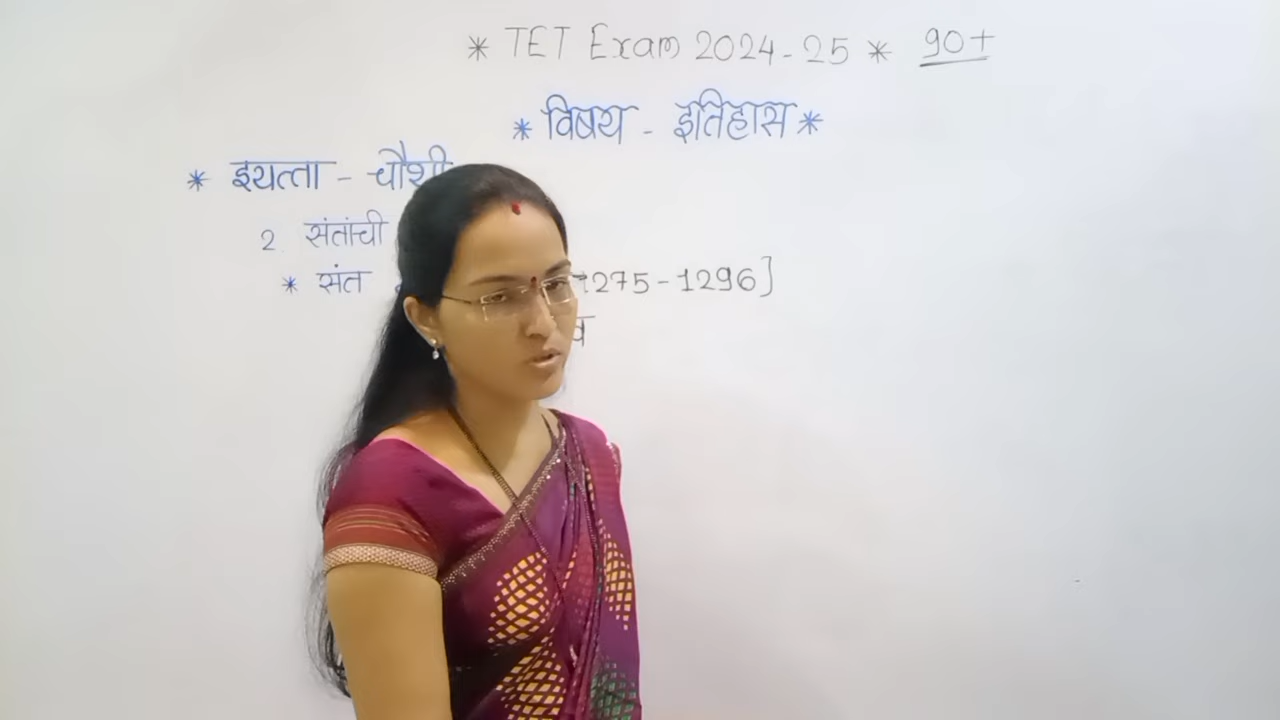 * TET Exam 2024-25 * 90+
* विषय - इतिहास *
* इयत्ता - चौथी
2. संतांची
* संत 1275-1296]
व